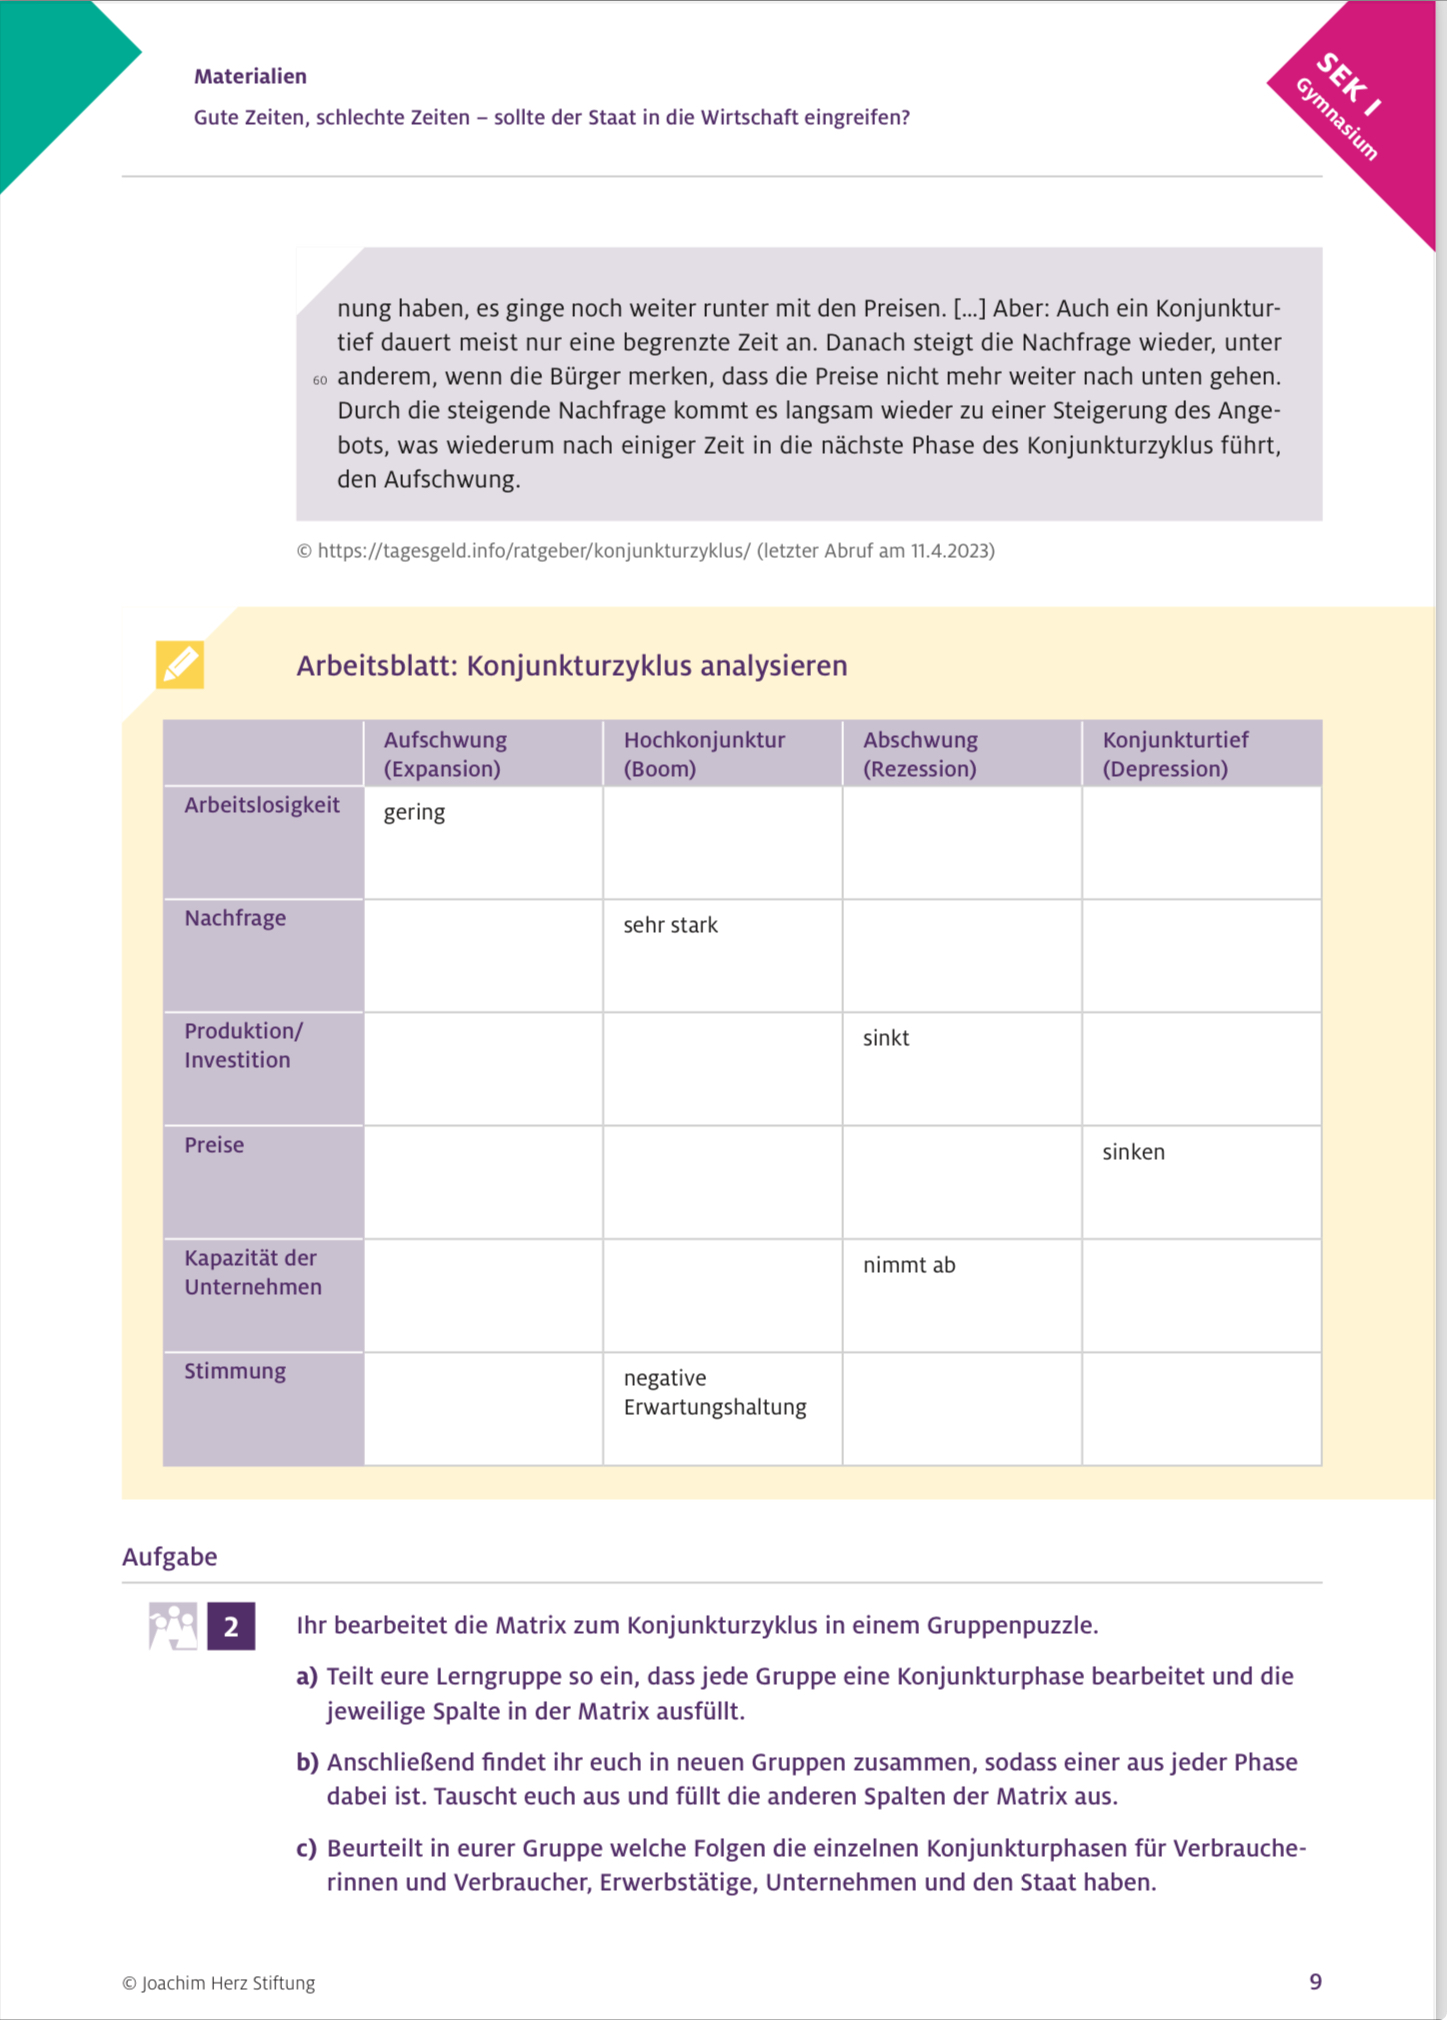 Materialien
Gute Zeiten, schlechte Zeiten – sollte der Staat in die Wirtschaft eingreifen?
SEK I
Gymnasium
nung haben, es ginge noch weiter runter mit den Preisen. [...] Aber: Auch ein Konjunktur-
tief dauert meist nur eine begrenzte Zeit an. Danach steigt die Nachfrage wieder, unter
60 anderem, wenn die Bürger merken, dass die Preise nicht mehr weiter nach unten gehen.
Durch die steigende Nachfrage kommt es langsam wieder zu einer Steigerung des Ange-
bots, was wiederum nach einiger Zeit in die nächste Phase des Konjunkturzyklus führt,
den Aufschwung.
© https://tagesgeld.info/ratgeber/konjunkturzyklus/ (letzter Abruf am 11.4.2023)
Arbeitsblatt: Konjunkturzyklus analysieren
Aufschwung Hochkonjunktur Abschwung Konjunkturtief
(Expansion) (Boom) (Rezession) (Depression)
Arbeitslosigkeit gering
Nachfrage sehr stark
Produktion/ sinkt
Investition
Preise sinken
Kapazität der nimmt ab
Unternehmen
Stimmung negative
Erwartungshaltung
Aufgabe
2 Ihr bearbeitet die Matrix zum Konjunkturzyklus in einem Gruppenpuzzle.
a) Teilt eure Lerngruppe so ein, dass jede Gruppe eine Konjunkturphase bearbeitet und die
jeweilige Spalte in der Matrix ausfüllt.
b) Anschließend findet ihr euch in neuen Gruppen zusammen, sodass einer aus jeder Phase
dabei ist. Tauscht euch aus und füllt die anderen Spalten der Matrix aus.
c) Beurteilt in eurer Gruppe welche Folgen die einzelnen Konjunkturphasen für Verbrauche-
rinnen und Verbraucher, Erwerbstätige, Unternehmen und den Staat haben.
© Joachim Herz Stiftung
9